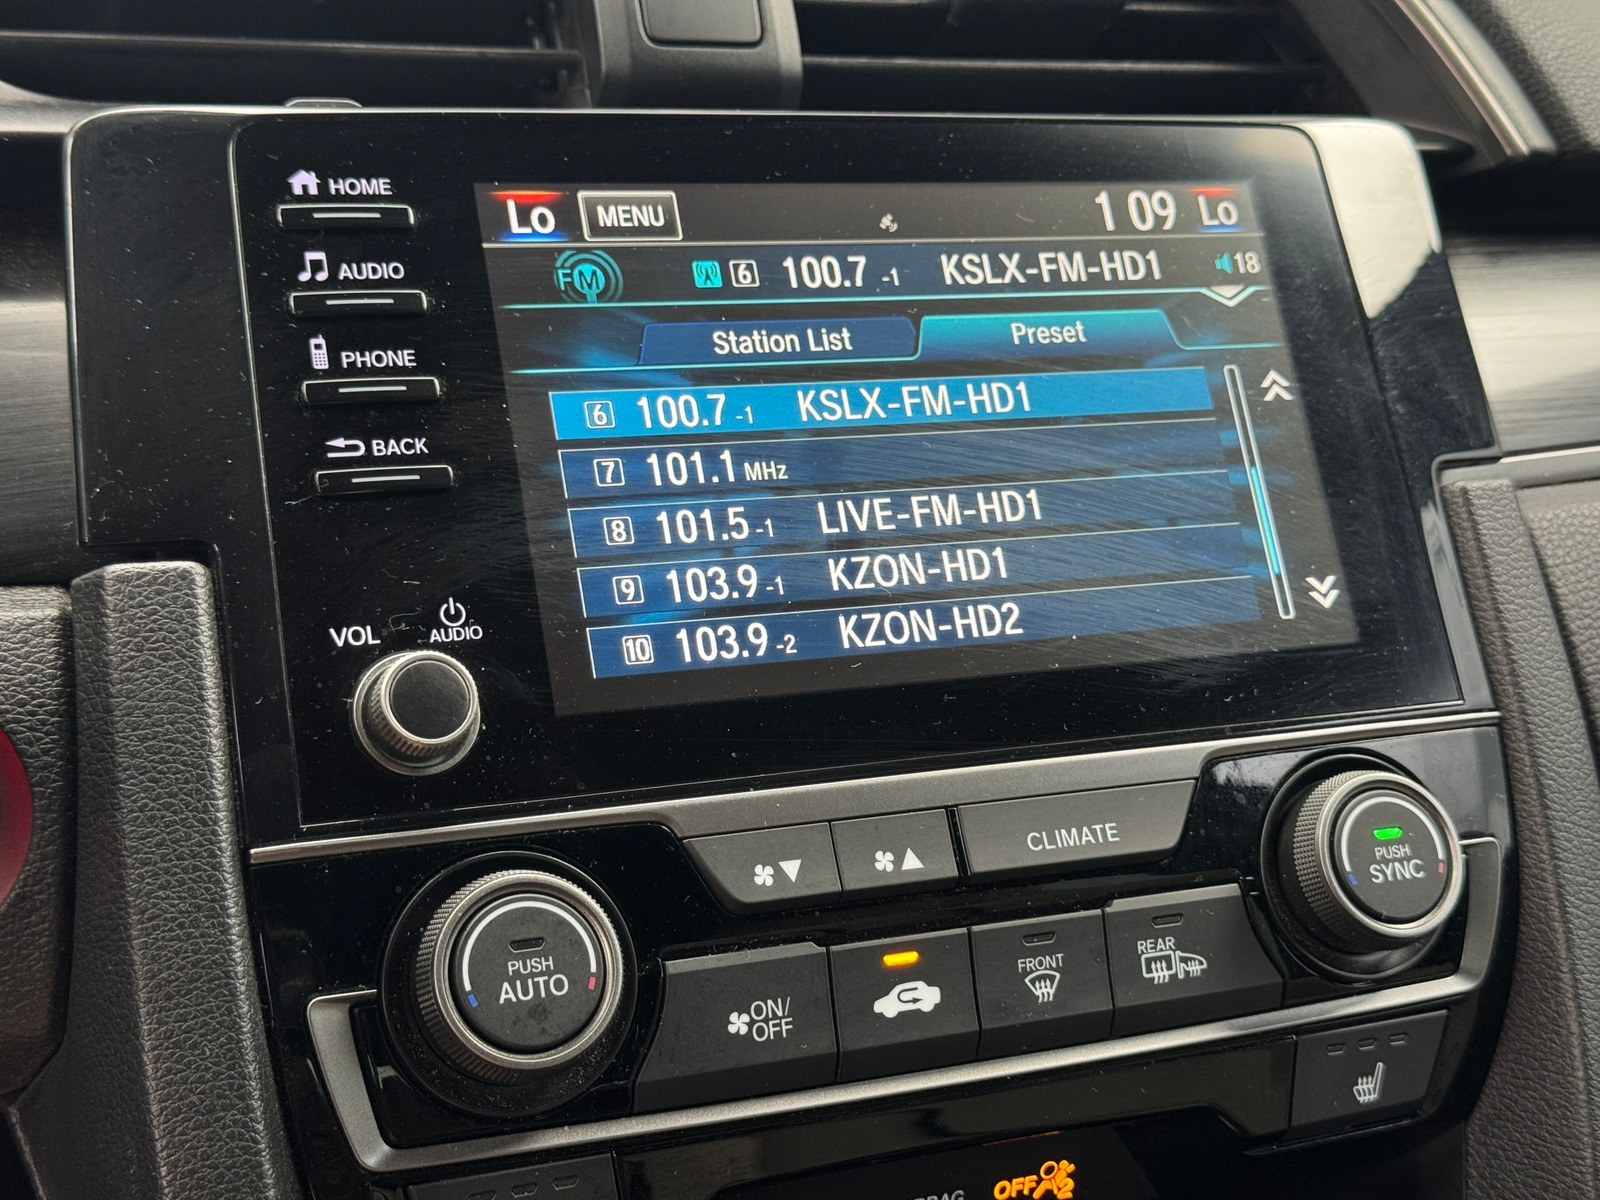 HOME
Lo MENU 1 09 Lo
AUDIO
FM 6 100.7 -1 KSLX-FM-HD1 18
Station List Preset
PHONE
6 100.7 -1 KSLX-FM-HD1
BACK
7 101.1 MHz
8 101.5 -1 LIVE-FM-HD1
9 103.9 -1 KZON-HD1
10 103.9 -2 KZON-HD2
VOL AUDIO
CLIMATE
PUSH
SYNC
PUSH
AUTO
ON/
OFF
FRONT
REAR
OFF